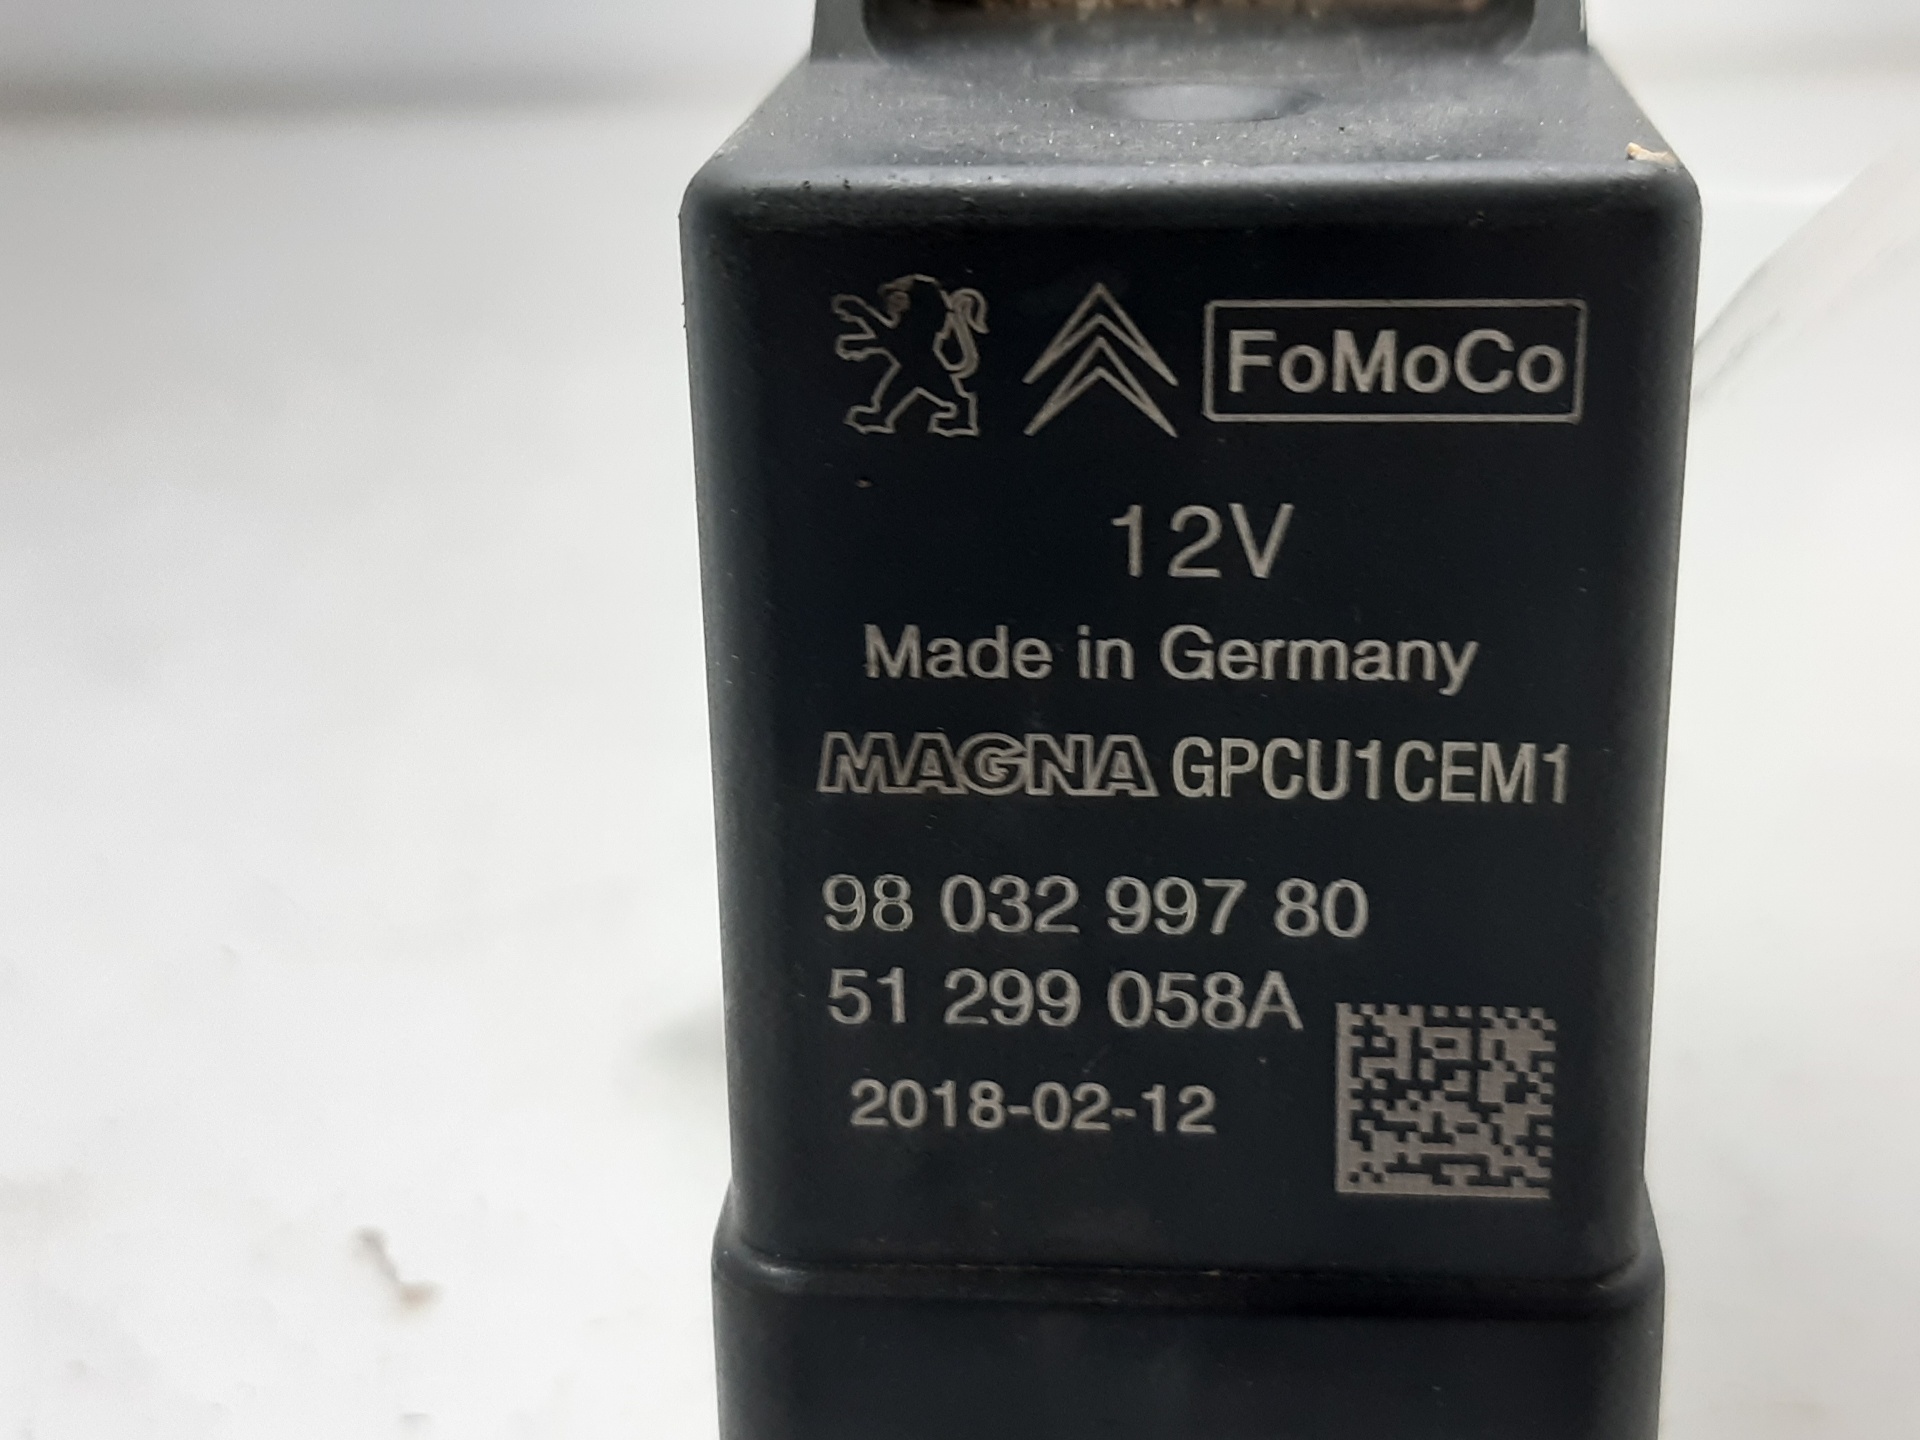 FoMoCo
12V
Made in Germany
MAGNA GPCU1CEM1
98 032 997 80
51 299 058A
2018-02-12